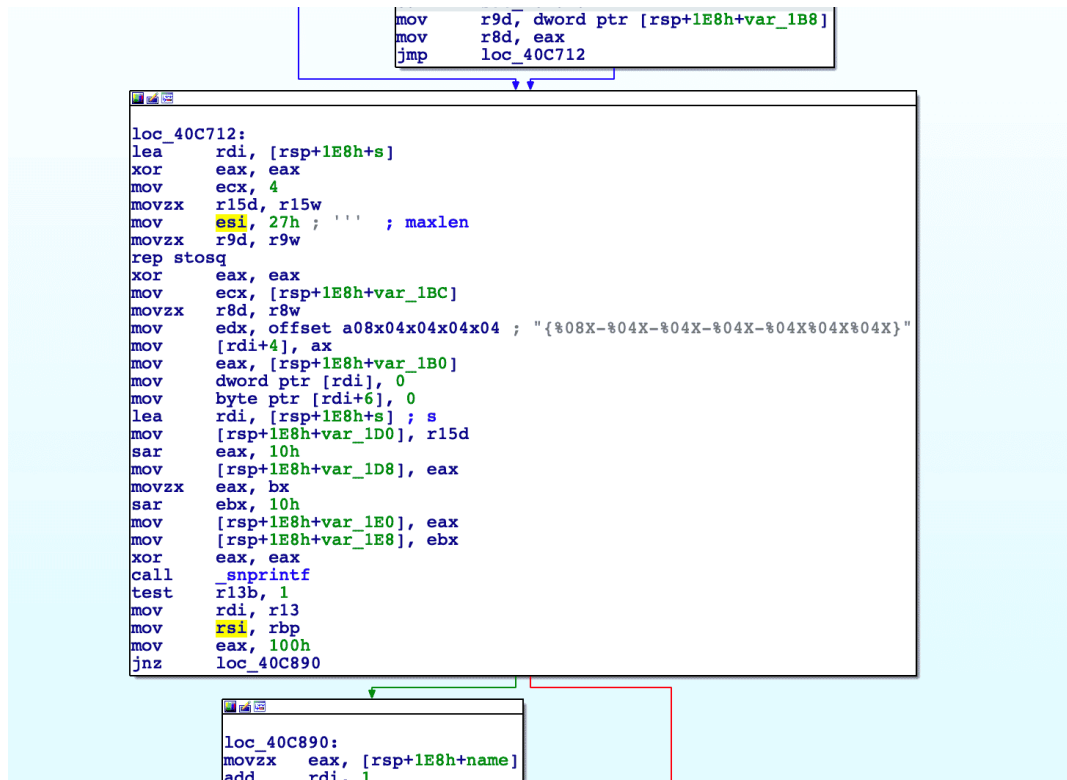 mov r9d, dword ptr [rsp+1E8h+var_1B8]
mov r8d, eax
jmp loc_40C712
loc_40C712:
lea rdi, [rsp+1E8h+s]
xor eax, eax
mov ecx, 4
movzx r15d, r15w
mov esi, 27h ; ''' ; maxlen
movzx r9d, r9w
rep stosq
xor eax, eax
mov ecx, [rsp+1E8h+var_1BC]
movzx r8d, r8w
mov edx, offset a08x04x04x04x04 ; "{%08X-%04X-%04X-%04X-%04X%04X%04X}"
mov [rdi+4], ax
mov eax, [rsp+1E8h+var_1B0]
mov dword ptr [rdi], 0
mov byte ptr [rdi+6], 0
lea rdi, [rsp+1E8h+s] ; s
mov [rsp+1E8h+var_1D0], r15d
sar eax, 10h
mov [rsp+1E8h+var_1D8], eax
movzx eax, bx
sar ebx, 10h
mov [rsp+1E8h+var_1E0], eax
mov [rsp+1E8h+var_1E8], ebx
xor eax, eax
call _snprintf
test r13b, 1
mov rdi, r13
mov rsi, rbp
mov eax, 100h
jnz loc_40C890
loc_40C890:
movzx eax, [rsp+1E8h+name]
add rdi, 1